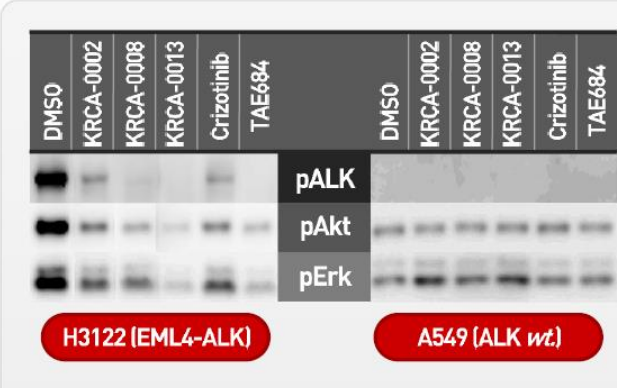 DMSO
KRCA-0002
KRCA-0008
KRCA-0013
Crizotinib
TAE684
DMSO
KRCA-0002
KRCA-0008
KRCA-0013
Crizotinib
TAE684
pALK
pAkt
pErk
H3122 (EML4-ALK)
A549 (ALK wt.)